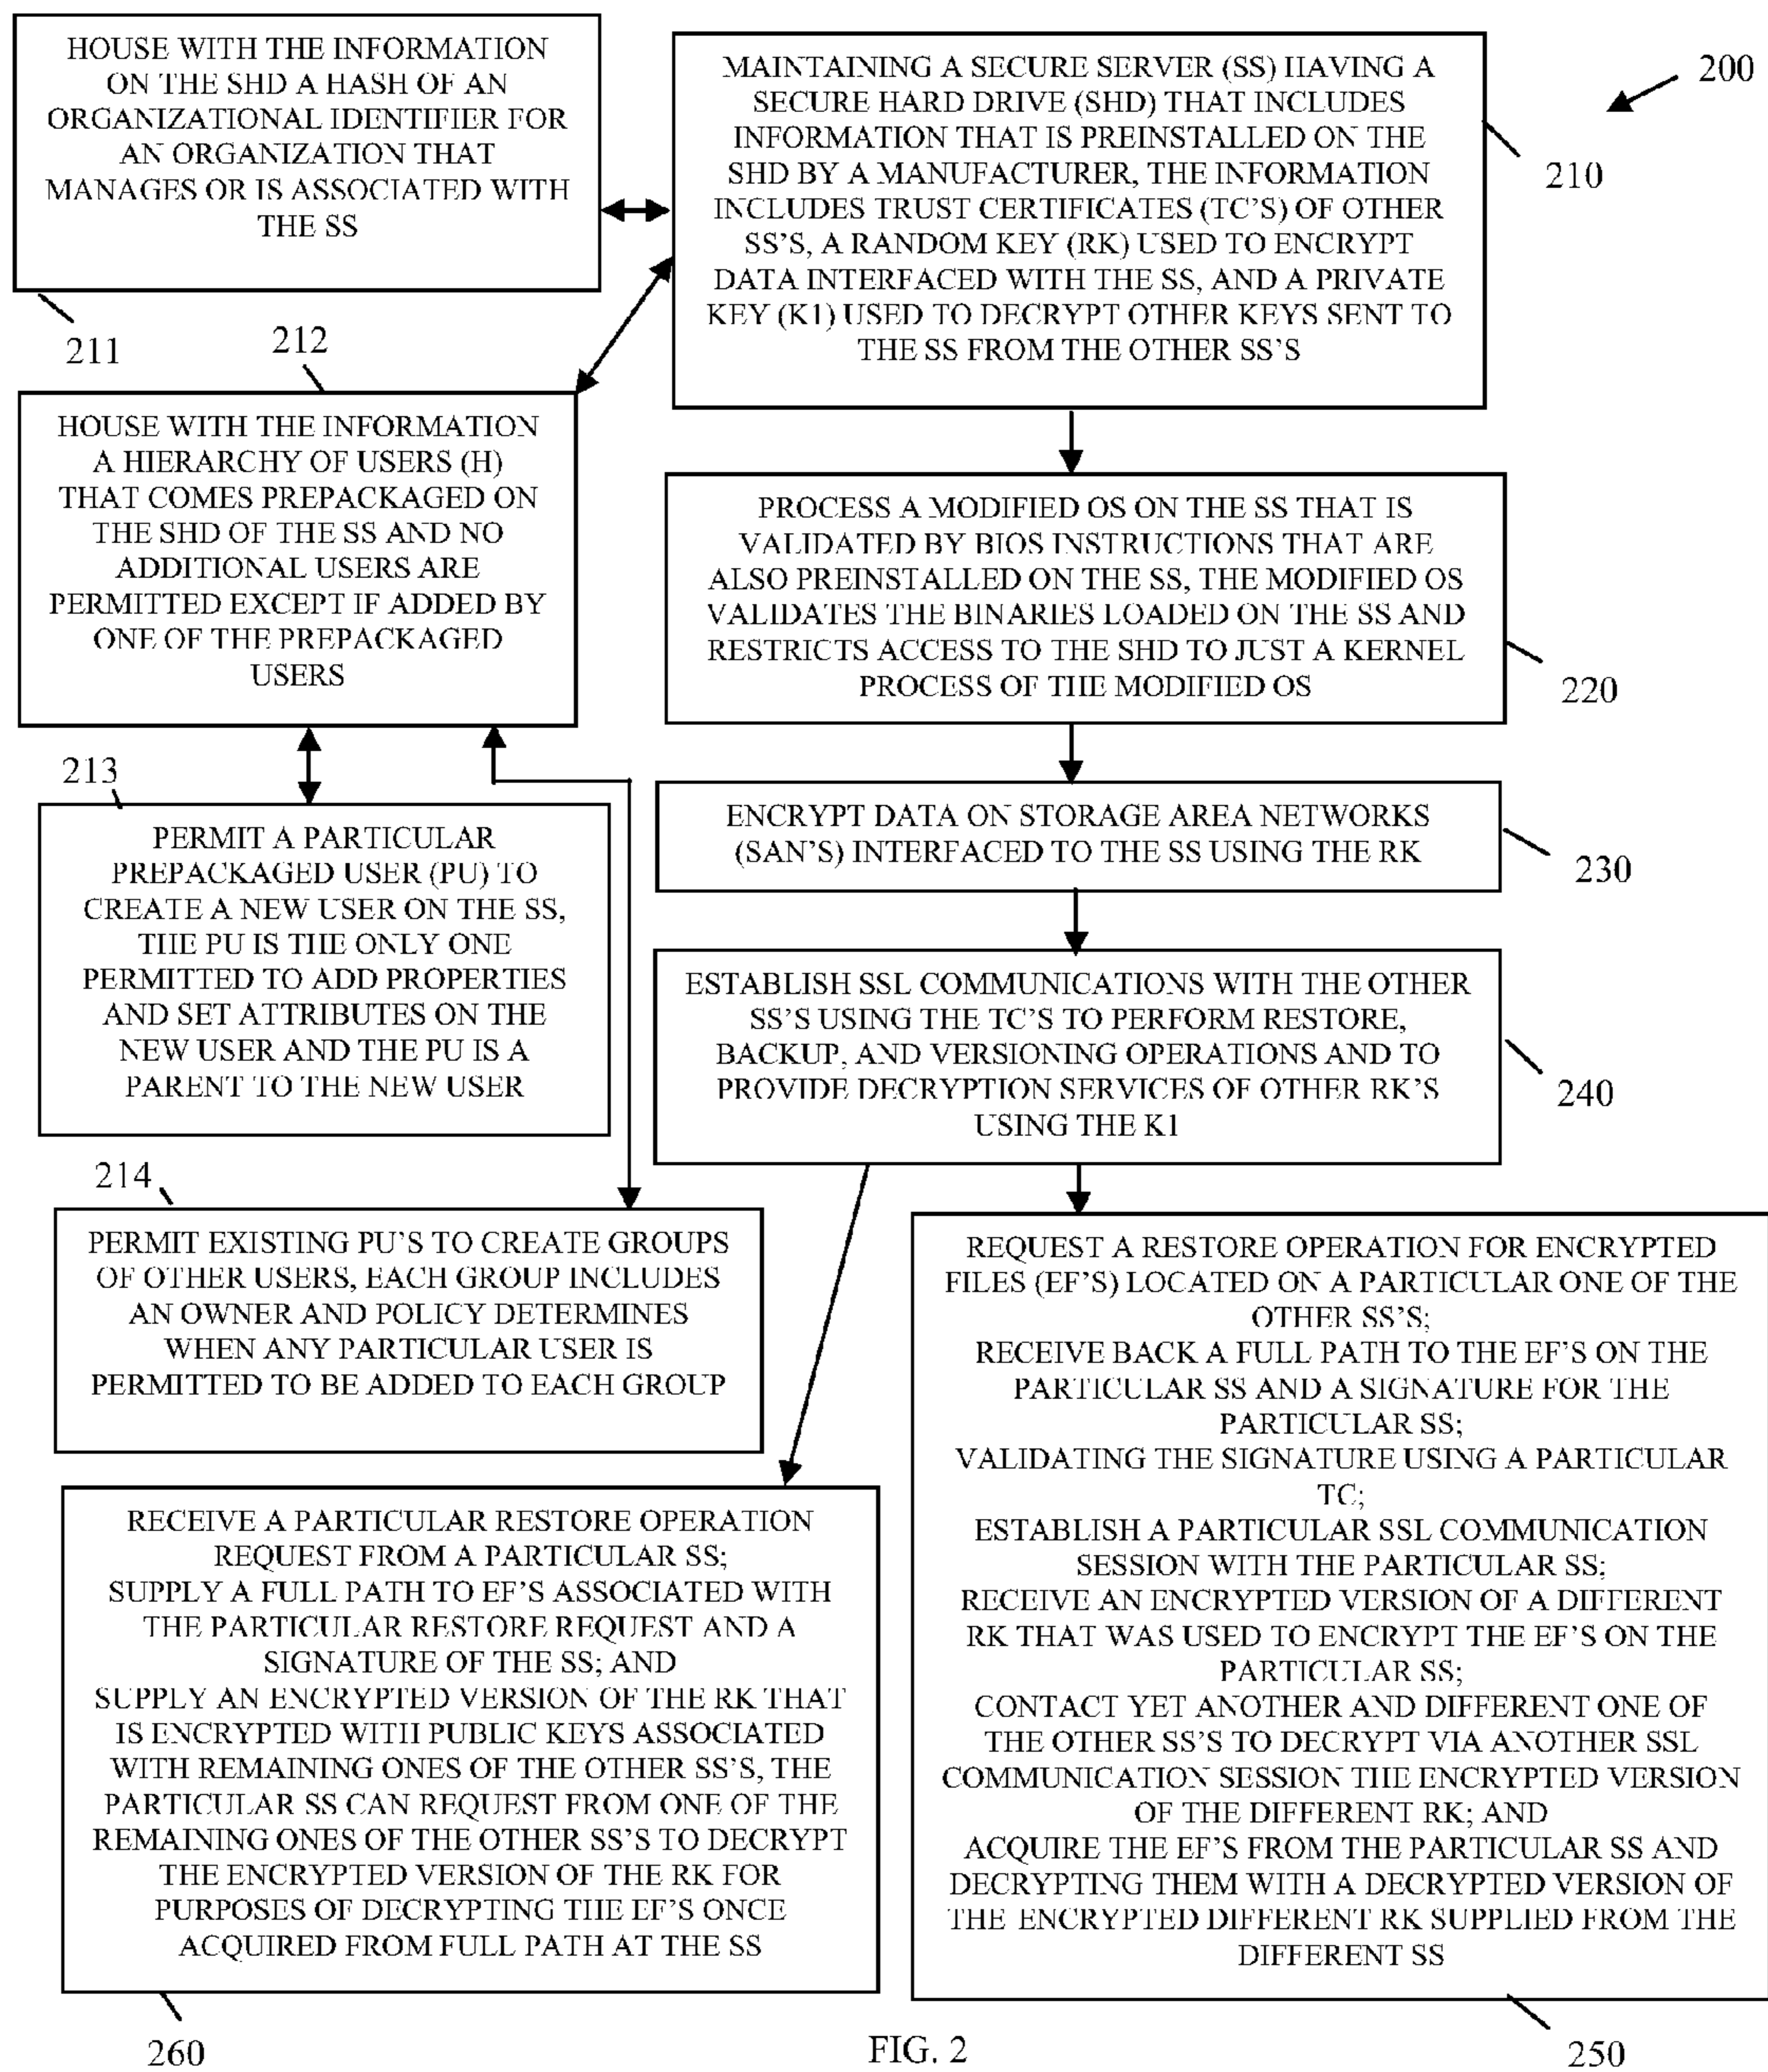 200
HOUSE WITH THE INFORMATION
ON THE SHD A HASH OF AN
ORGANIZATIONAL IDENTIFIER FOR
AN ORGANIZATION THAT
MANAGES OR IS ASSOCIATED WITH
THE SS
211
MAINTAINING A SECURE SERVER (SS) HAVING A
SECURE HARD DRIVE (SHD) THAT INCLUDES
INFORMATION THAT IS PREINSTALLED ON THE
SHD BY A MANUFACTURER, THE INFORMATION
INCLUDES TRUST CERTIFICATES (TC'S) OF OTHER
SS'S, A RANDOM KEY (RK) USED TO ENCRYPT
DATA INTERFACED WITH THE SS, AND A PRIVATE
KEY (K1) USED TO DECRYPT OTHER KEYS SENT TO
THE SS FROM THE OTHER SS'S
210
212
HOUSE WITH THE INFORMATION
A HIERARCHY OF USERS (H)
THAT COMES PREPACKAGED ON
THE SHD OF THE SS AND NO
ADDITIONAL USERS ARE
PERMITTED EXCEPT IF ADDED BY
ONE OF THE PREPACKAGED
USERS
PROCESS A MODIFIED OS ON THE SS THAT IS
VALIDATED BY BIOS INSTRUCTIONS THAT ARE
ALSO PREINSTALLED ON THE SS, THE MODIFIED OS
VALIDATES THE BINARIES LOADED ON THE SS AND
RESTRICTS ACCESS TO THE SHD TO JUST A KERNEL
PROCESS OF THE MODIFIED OS
220
213
PERMIT A PARTICULAR
PREPACKAGED USER (PU) TO
CREATE A NEW USER ON THE SS,
THE PU IS THE ONLY ONE
PERMITTED TO ADD PROPERTIES
AND SET ATTRIBUTES ON THE
NEW USER AND THE PU IS A
PARENT TO THE NEW USER
ENCRYPT DATA ON STORAGE AREA NETWORKS
(SAN'S) INTERFACED TO THE SS USING THE RK
230
ESTABLISH SSL COMMUNICATIONS WITH THE OTHER
SS'S USING THE TC'S TO PERFORM RESTORE,
BACKUP, AND VERSIONING OPERATIONS AND TO
PROVIDE DECRYPTION SERVICES OF OTHER RK'S
USING THE K1
240
214
PERMIT EXISTING PU'S TO CREATE GROUPS
OF OTHER USERS, EACH GROUP INCLUDES
AN OWNER AND POLICY DETERMINES
WHEN ANY PARTICULAR USER IS
PERMITTED TO BE ADDED TO EACH GROUP
RECEIVE A PARTICULAR RESTORE OPERATION
REQUEST FROM A PARTICULAR SS;
SUPPLY A FULL PATH TO EF'S ASSOCIATED WITH
THE PARTICULAR RESTORE REQUEST AND A
SIGNATURE OF THE SS; AND
SUPPLY AN ENCRYPTED VERSION OF THE RK THAT
IS ENCRYPTED WITH PUBLIC KEYS ASSOCIATED
WITH REMAINING ONES OF THE OTHER SS'S, THE
PARTICULAR SS CAN REQUEST FROM ONE OF THE
REMAINING ONES OF THE OTHER SS'S TO DECRYPT
THE ENCRYPTED VERSION OF THE RK FOR
PURPOSES OF DECRYPTING THE EF'S ONCE
ACQUIRED FROM FULL PATH AT THE SS
260
REQUEST A RESTORE OPERATION FOR ENCRYPTED
FILES (EF'S) LOCATED ON A PARTICULAR ONE OF THE
OTHER SS'S;
RECEIVE BACK A FULL PATH TO THE EF'S ON THE
PARTICULAR SS AND A SIGNATURE FOR THE
PARTICULAR SS;
VALIDATING THE SIGNATURE USING A PARTICULAR
TC;
ESTABLISH A PARTICULAR SSL COMMUNICATION
SESSION WITH THE PARTICULAR SS;
RECEIVE AN ENCRYPTED VERSION OF A DIFFERENT
RK THAT WAS USED TO ENCRYPT THE EF'S ON THE
PARTICULAR SS;
CONTACT YET ANOTHER AND DIFFERENT ONE OF
THE OTHER SS'S TO DECRYPT VIA ANOTHER SSL
COMMUNICATION SESSION THE ENCRYPTED VERSION
OF THE DIFFERENT RK; AND
ACQUIRE THE EF'S FROM THE PARTICULAR SS AND
DECRYPTING THEM WITH A DECRYPTED VERSION OF
THE ENCRYPTED DIFFERENT RK SUPPLIED FROM THE
DIFFERENT SS
250
FIG. 2